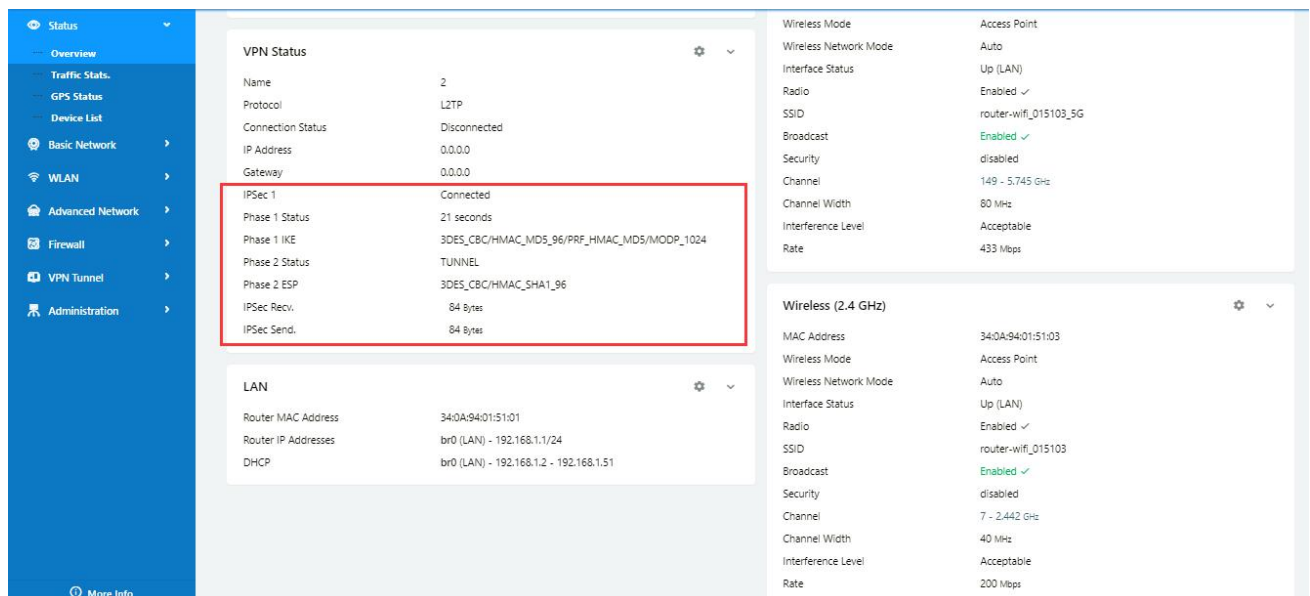 Status
Overview
Traffic Stats.
GPS Status
Device List
Basic Network
WLAN
Advanced Network
Firewall
VPN Tunnel
Administration
More Info
VPN Status
Name 2
Protocol L2TP
Connection Status Disconnected
IP Address 0.0.0.0
Gateway 0.0.0.0
IPSec 1 Connected
Phase 1 Status 21 seconds
Phase 1 IKE 3DES_CBC/HMAC_MD5_96/PRF_HMAC_MD5/MODP_1024
Phase 2 Status TUNNEL
Phase 2 ESP 3DES_CBC/HMAC_SHA1_96
IPSec Recv. 84 Bytes
IPSec Send. 84 Bytes
LAN
Router MAC Address 34:0A:94:01:51:01
Router IP Addresses br0 (LAN) - 192.168.1.1/24
DHCP br0 (LAN) - 192.168.1.2 - 192.168.1.51
Wireless Mode Access Point
Wireless Network Mode Auto
Interface Status Up (LAN)
Radio Enabled ✓
SSID router-wifi_015103_5G
Broadcast Enabled ✓
Security disabled
Channel 149 - 5.745 GHz
Channel Width 80 MHz
Interference Level Acceptable
Rate 433 Mbps
Wireless (2.4 GHz)
MAC Address 34:0A:94:01:51:03
Wireless Mode Access Point
Wireless Network Mode Auto
Interface Status Up (LAN)
Radio Enabled ✓
SSID router-wifi_015103
Broadcast Enabled ✓
Security disabled
Channel 7 - 2.442 GHz
Channel Width 40 MHz
Interference Level Acceptable
Rate 200 Mbps